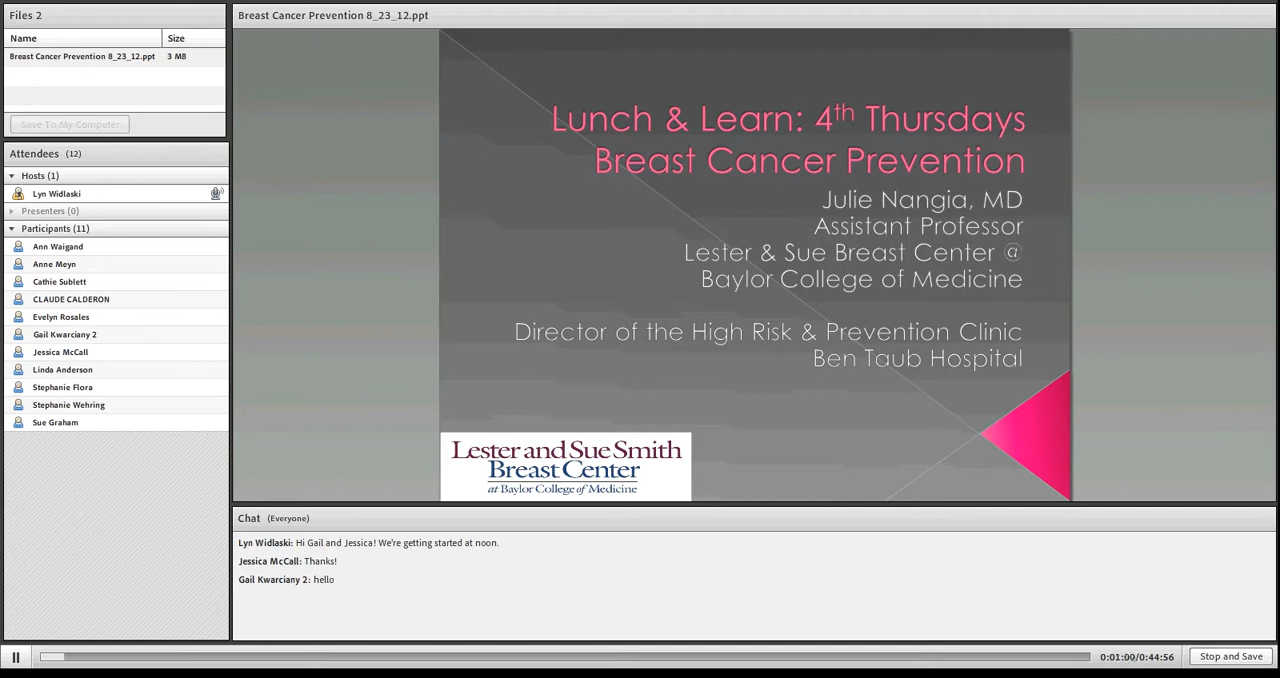 Files 2
Name Size
Breast Cancer Prevention 8_23_12.ppt 3 MB
Save To My Computer
Attendees (12)
Hosts (1)
Lyn Widlaski
Presenters (0)
Participants (11)
Ann Waigand
Anne Meyn
Cathie Sublett
CLAUDE CALDERON
Evelyn Rosales
Gail Kwarciany 2
Jessica McCall
Linda Anderson
Stephanie Flora
Stephanie Wehring
Sue Graham
Breast Cancer Prevention 8_23_12.ppt
Lunch & Learn: 4th Thursdays
Breast Cancer Prevention
Julie Nangia, MD
Assistant Professor
Lester & Sue Breast Center @
Baylor College of Medicine
Director of the High Risk & Prevention Clinic
Ben Taub Hospital
Lester and Sue Smith
Breast Center
at Baylor College of Medicine
Chat (Everyone)
Lyn Widlaski: Hi Gail and Jessica! We're getting started at noon.
Jessica McCall: Thanks!
Gail Kwarciany 2: hello
0:01:00/0:44:56
Stop and Save